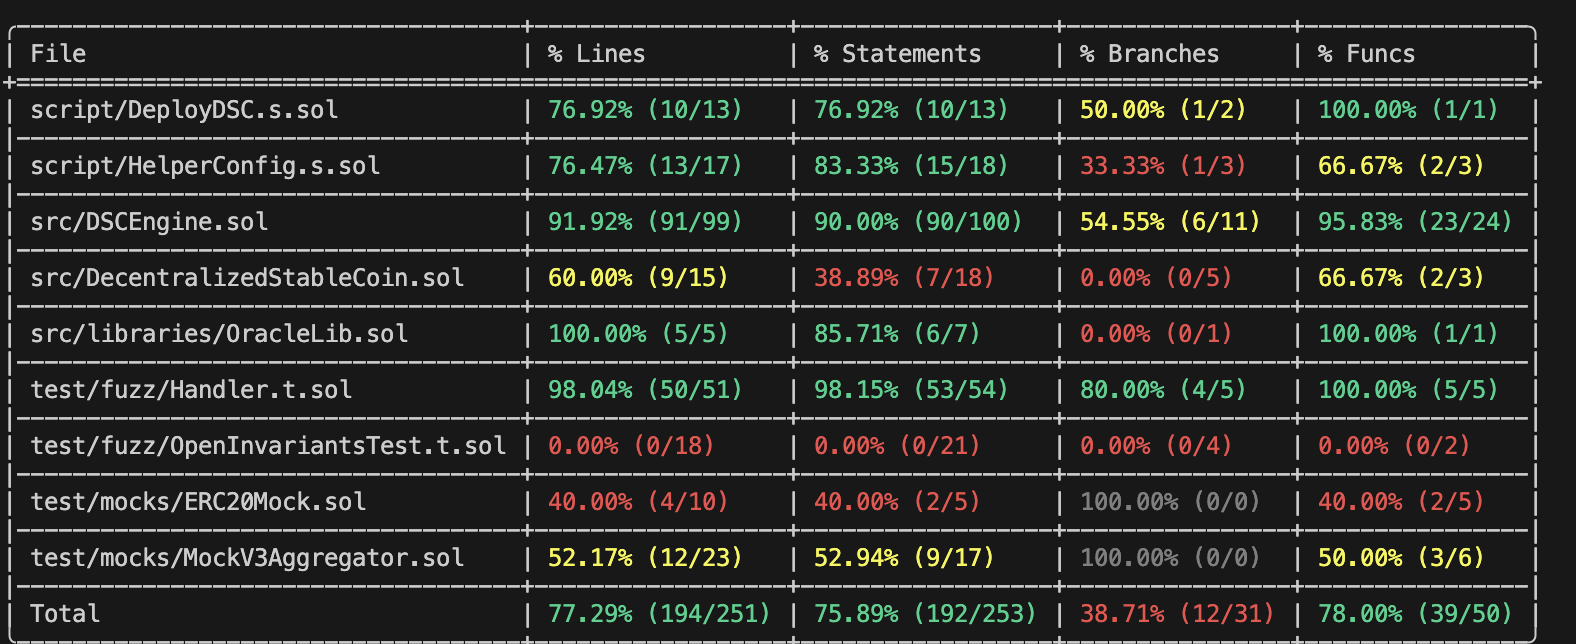 File | % Lines | % Statements | % Branches | % Funcs
script/DeployDSC.s.sol | 76.92% (10/13) | 76.92% (10/13) | 50.00% (1/2) | 100.00% (1/1)
script/HelperConfig.s.sol | 76.47% (13/17) | 83.33% (15/18) | 33.33% (1/3) | 66.67% (2/3)
src/DSCEngine.sol | 91.92% (91/99) | 90.00% (90/100) | 54.55% (6/11) | 95.83% (23/24)
src/DecentralizedStableCoin.sol | 60.00% (9/15) | 38.89% (7/18) | 0.00% (0/5) | 66.67% (2/3)
src/libraries/OracleLib.sol | 100.00% (5/5) | 85.71% (6/7) | 0.00% (0/1) | 100.00% (1/1)
test/fuzz/Handler.t.sol | 98.04% (50/51) | 98.15% (53/54) | 80.00% (4/5) | 100.00% (5/5)
test/fuzz/OpenInvariantsTest.t.sol | 0.00% (0/18) | 0.00% (0/21) | 0.00% (0/4) | 0.00% (0/2)
test/mocks/ERC20Mock.sol | 40.00% (4/10) | 40.00% (2/5) | 100.00% (0/0) | 40.00% (2/5)
test/mocks/MockV3Aggregator.sol | 52.17% (12/23) | 52.94% (9/17) | 100.00% (0/0) | 50.00% (3/6)
Total | 77.29% (194/251) | 75.89% (192/253) | 38.71% (12/31) | 78.00% (39/50)